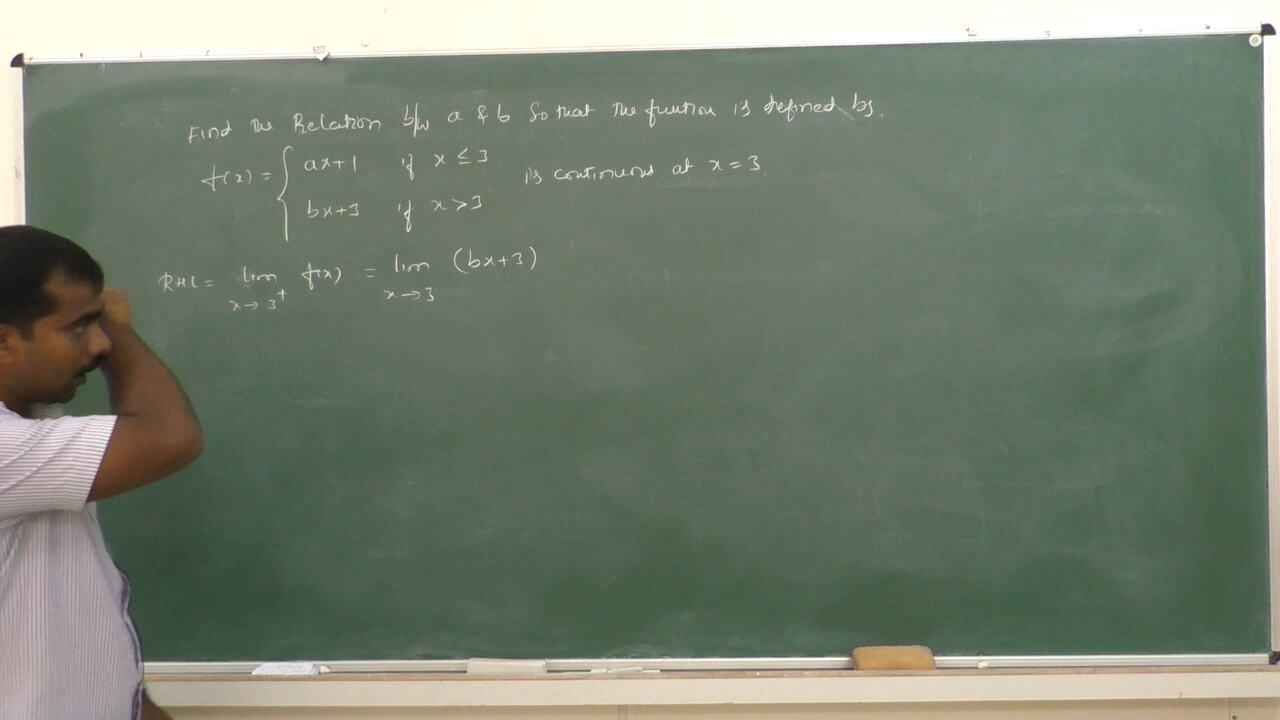 Find the Relation b/w a & b So that the function is defined by.
f(x) = { ax+1 if x ≤ 3
bx+3 if x > 3
is continuous at x = 3
RHL = lim x→3⁺ f(x) = lim x→3 (bx+3)